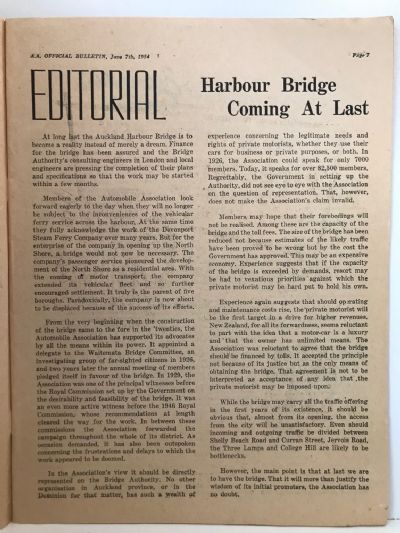 A.A. OFFICIAL BULLETIN, June 7th, 1954
Page 7
EDITORIAL
Harbour Bridge
Coming At Last
At long last the Auckland Harbour Bridge is to
become a reality instead of merely a dream. Finance
for the bridge has been assured and the Bridge
Authority's consulting engineers in London and local
engineers are pressing the completion of their plans
and specifications so that the work may be started
within a few months.
Members of the Automobile Association look
forward eagerly to the day when they will no longer
be subject to the inconveniences of the vehicular
ferry service across the harbour. At the same time
they fully acknowledge the work of the Devonport
Steam Ferry Company over many years. But for the
enterprise of the company in opening up the North
Shore, a bridge would not now be necessary. The
company's passenger service pioneered the develop-
ment of the North Shore as a residential area. With
the coming of motor transport, the company
extended its vehicular fleet and so further
encouraged settlement. It truly is the parent of five
boroughs. Paradoxically, the company is now about
to be displaced because of the success of its efforts.
From the very beginning when the construction
of the bridge came to the fore in the 'twenties, the
Automobile Association has supported its advocates
by all the means within its power. It appointed a
delegate to the Waitemata Bridge Committee, an
investigating group of far-sighted citizens in 1926,
and two years later the annual meeting of members
pledged itself in favour of the bridge. In 1929, the
Association was one of the principal witnesses before
the Royal Commission set up by the Government on
the desirability and feasibility of the bridge. It was
an even more active witness before the 1946 Royal
Commission, whose recommendations at length
cleared the way for the work. In between these
commissions the Association forwarded the
campaign throughout the whole of its district. As
occasion demanded, it has also been outspoken
concerning the frustrations and delays to which the
work appeared to be doomed.
In the Association's view it should be directly
represented on the Bridge Authority. No other
organisation in Auckland province, or in the
Dominion for that matter, has such a wealth of
experience concerning the legitimate needs and
rights of private motorists, whether they use their
cars for business or private purposes, or both. In
1926, the Association could speak for only 7000
members. Today, it speaks for over 82,500 members.
Regrettably, the Government in setting up the
Authority, did not see eye to eye with the Association
on the question of representation. That, however,
does not make the Association's claim invalid.
Members may hope that their forebodings will
not be realised. Among these are the capacity of the
bridge and the toll fees. The size of the bridge has been
reduced not because estimates of the likely traffic
have been proved to be wrong but by the cost the
Government has approved. This may be an expensive
economy. Experience suggests that if the capacity
of the bridge is exceeded by demands, resort may
be had to vexatious priorities against which the
private motorist may be hard put to hold his own.
Experience again suggests that should operating
and maintenance costs rise, the private motorist will
be the first target in a drive for higher revenues.
New Zealand, for all its forwardness, seems reluctant
to part with the idea that a motor-car is a luxury
and that the owner has unlimited means. The
Association was reluctant to agree that the bridge
should be financed by tolls. It accepted the principle
not because of its justice but as the only means of
obtaining the bridge. That agreement is not to be
interpreted as acceptance of any idea that the
private motorist may be imposed upon.
While the bridge may carry all the traffic offering
in the first years of its existence, it should be
obvious that, almost from its opening, the access
from the city will be unsatisfactory. Even should
incoming and outgoing traffic be divided between
Shelly Beach Road and Curran Street, Jervois Road,
the Three Lamps and College Hill are likely to be
bottlenecks.
However, the main point is that at last we are
to have the bridge. That it will more than justify the
wisdom of its initial promoters, the Association has
no doubt.